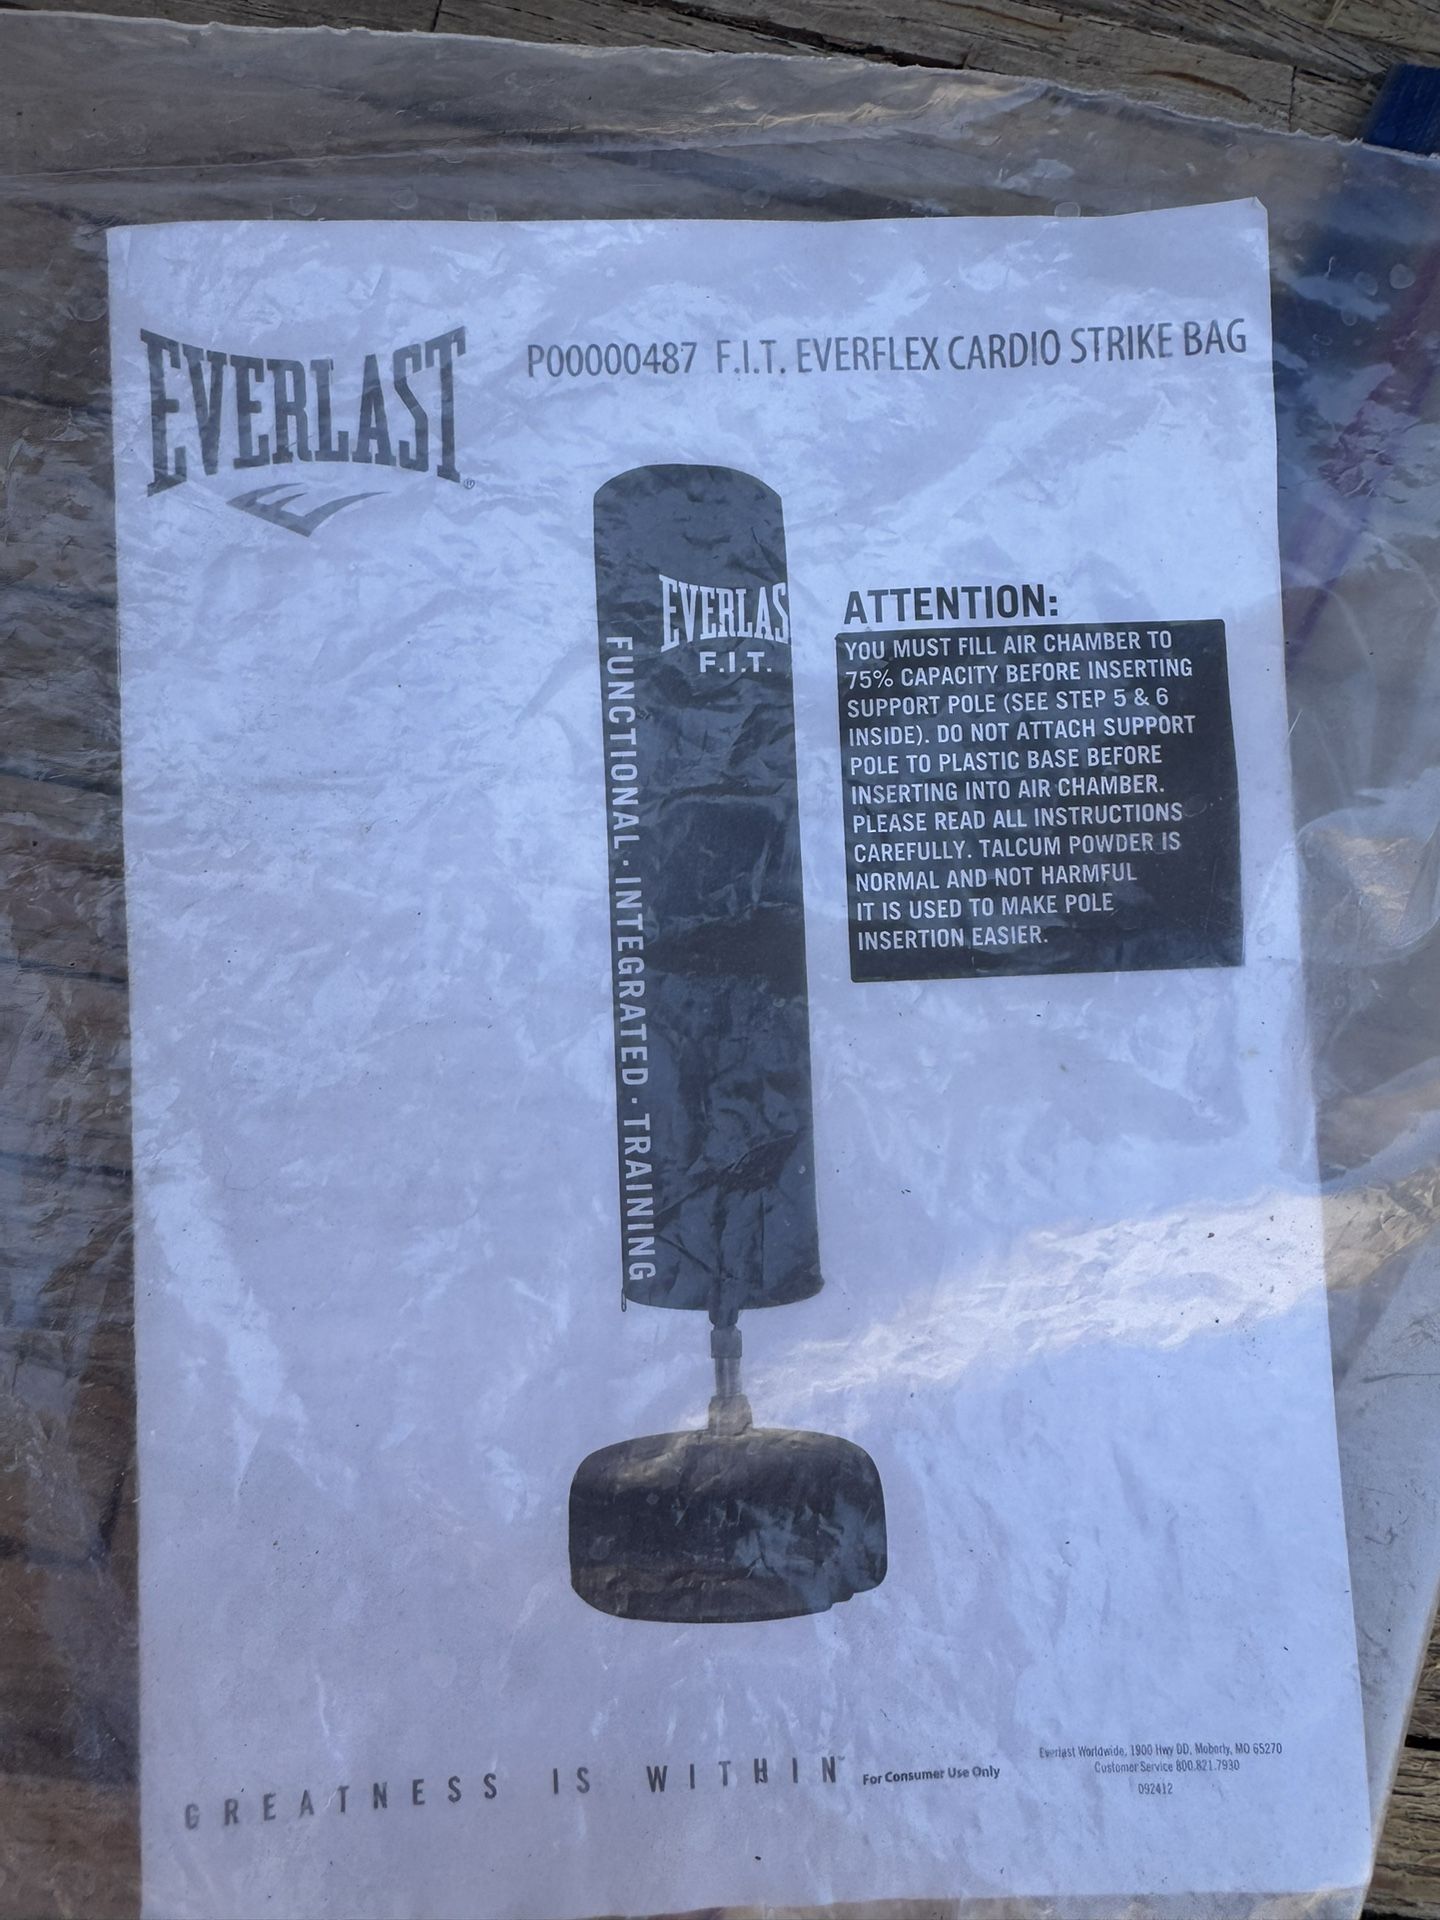 EVERLAST®
P00000487 F.I.T. EVERFLEX CARDIO STRIKE BAG
EVERLAS
F.I.T.
FUNCTIONAL · INTEGRATED · TRAINING
ATTENTION:
YOU MUST FILL AIR CHAMBER TO
75% CAPACITY BEFORE INSERTING
SUPPORT POLE (SEE STEP 5 & 6
INSIDE). DO NOT ATTACH SUPPORT
POLE TO PLASTIC BASE BEFORE
INSERTING INTO AIR CHAMBER.
PLEASE READ ALL INSTRUCTIONS
CAREFULLY. TALCUM POWDER IS
NORMAL AND NOT HARMFUL
IT IS USED TO MAKE POLE
INSERTION EASIER.
GREATNESS IS WITHIN™
For Consumer Use Only
Everlast Worldwide, 1900 Hwy DD, Moberly, MO 65270
Customer Service 800.821.7930
092412